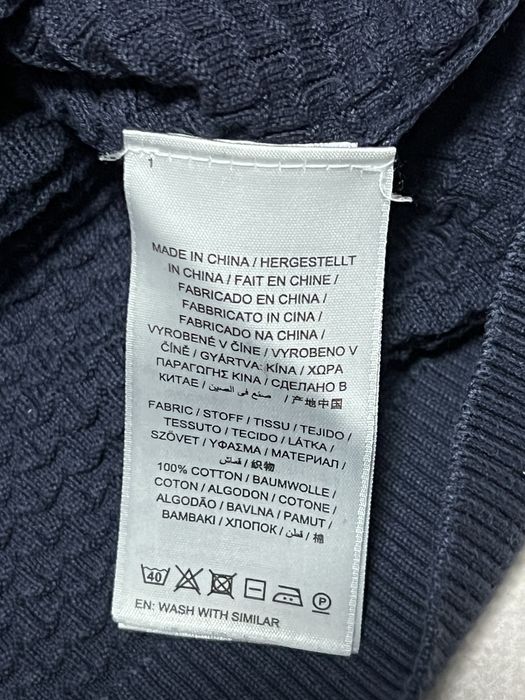 1
MADE IN CHINA / HERGESTELLT
IN CHINA / FAIT EN CHINE /
FABRICADO EN CHINA /
FABBRICATO IN CINA /
FABRICADO NA CHINA /
VYROBENÉ V ČÍNE / VYROBENO V
ČÍNĚ / GYÁRTVA: KÍNA / ΧΩΡΑ
ΠΑΡΑΓΩΓΗΣ ΚΙΝΑ / СДЕЛАНО В
КИТАЕ / صنع في الصين / 产地中国
FABRIC / STOFF / TISSU / TEJIDO /
TESSUTO / TECIDO / LÁTKA /
SZÖVET / ΥΦΑΣΜΑ / МАТЕРИАЛ /
قماش / 织物
100% COTTON / BAUMWOLLE /
COTON / ALGODON / COTONE /
ALGODÃO / BAVLNA / PAMUT /
ΒΑΜΒΑΚΙ / ХЛОПОК / قطن / 棉
40 P
EN: WASH WITH SIMILAR